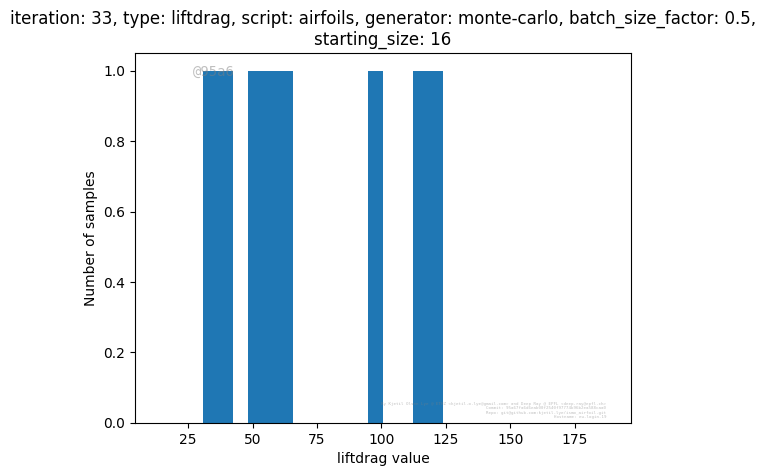 iteration: 33, type: liftdrag, script: airfoils, generator: monte-carlo, batch_size_factor: 0.5,
starting_size: 16
@95a6
1.0
0.8
0.6
0.4
0.2
0.0
Number of samples
25 50 75 100 125 150 175
liftdrag value